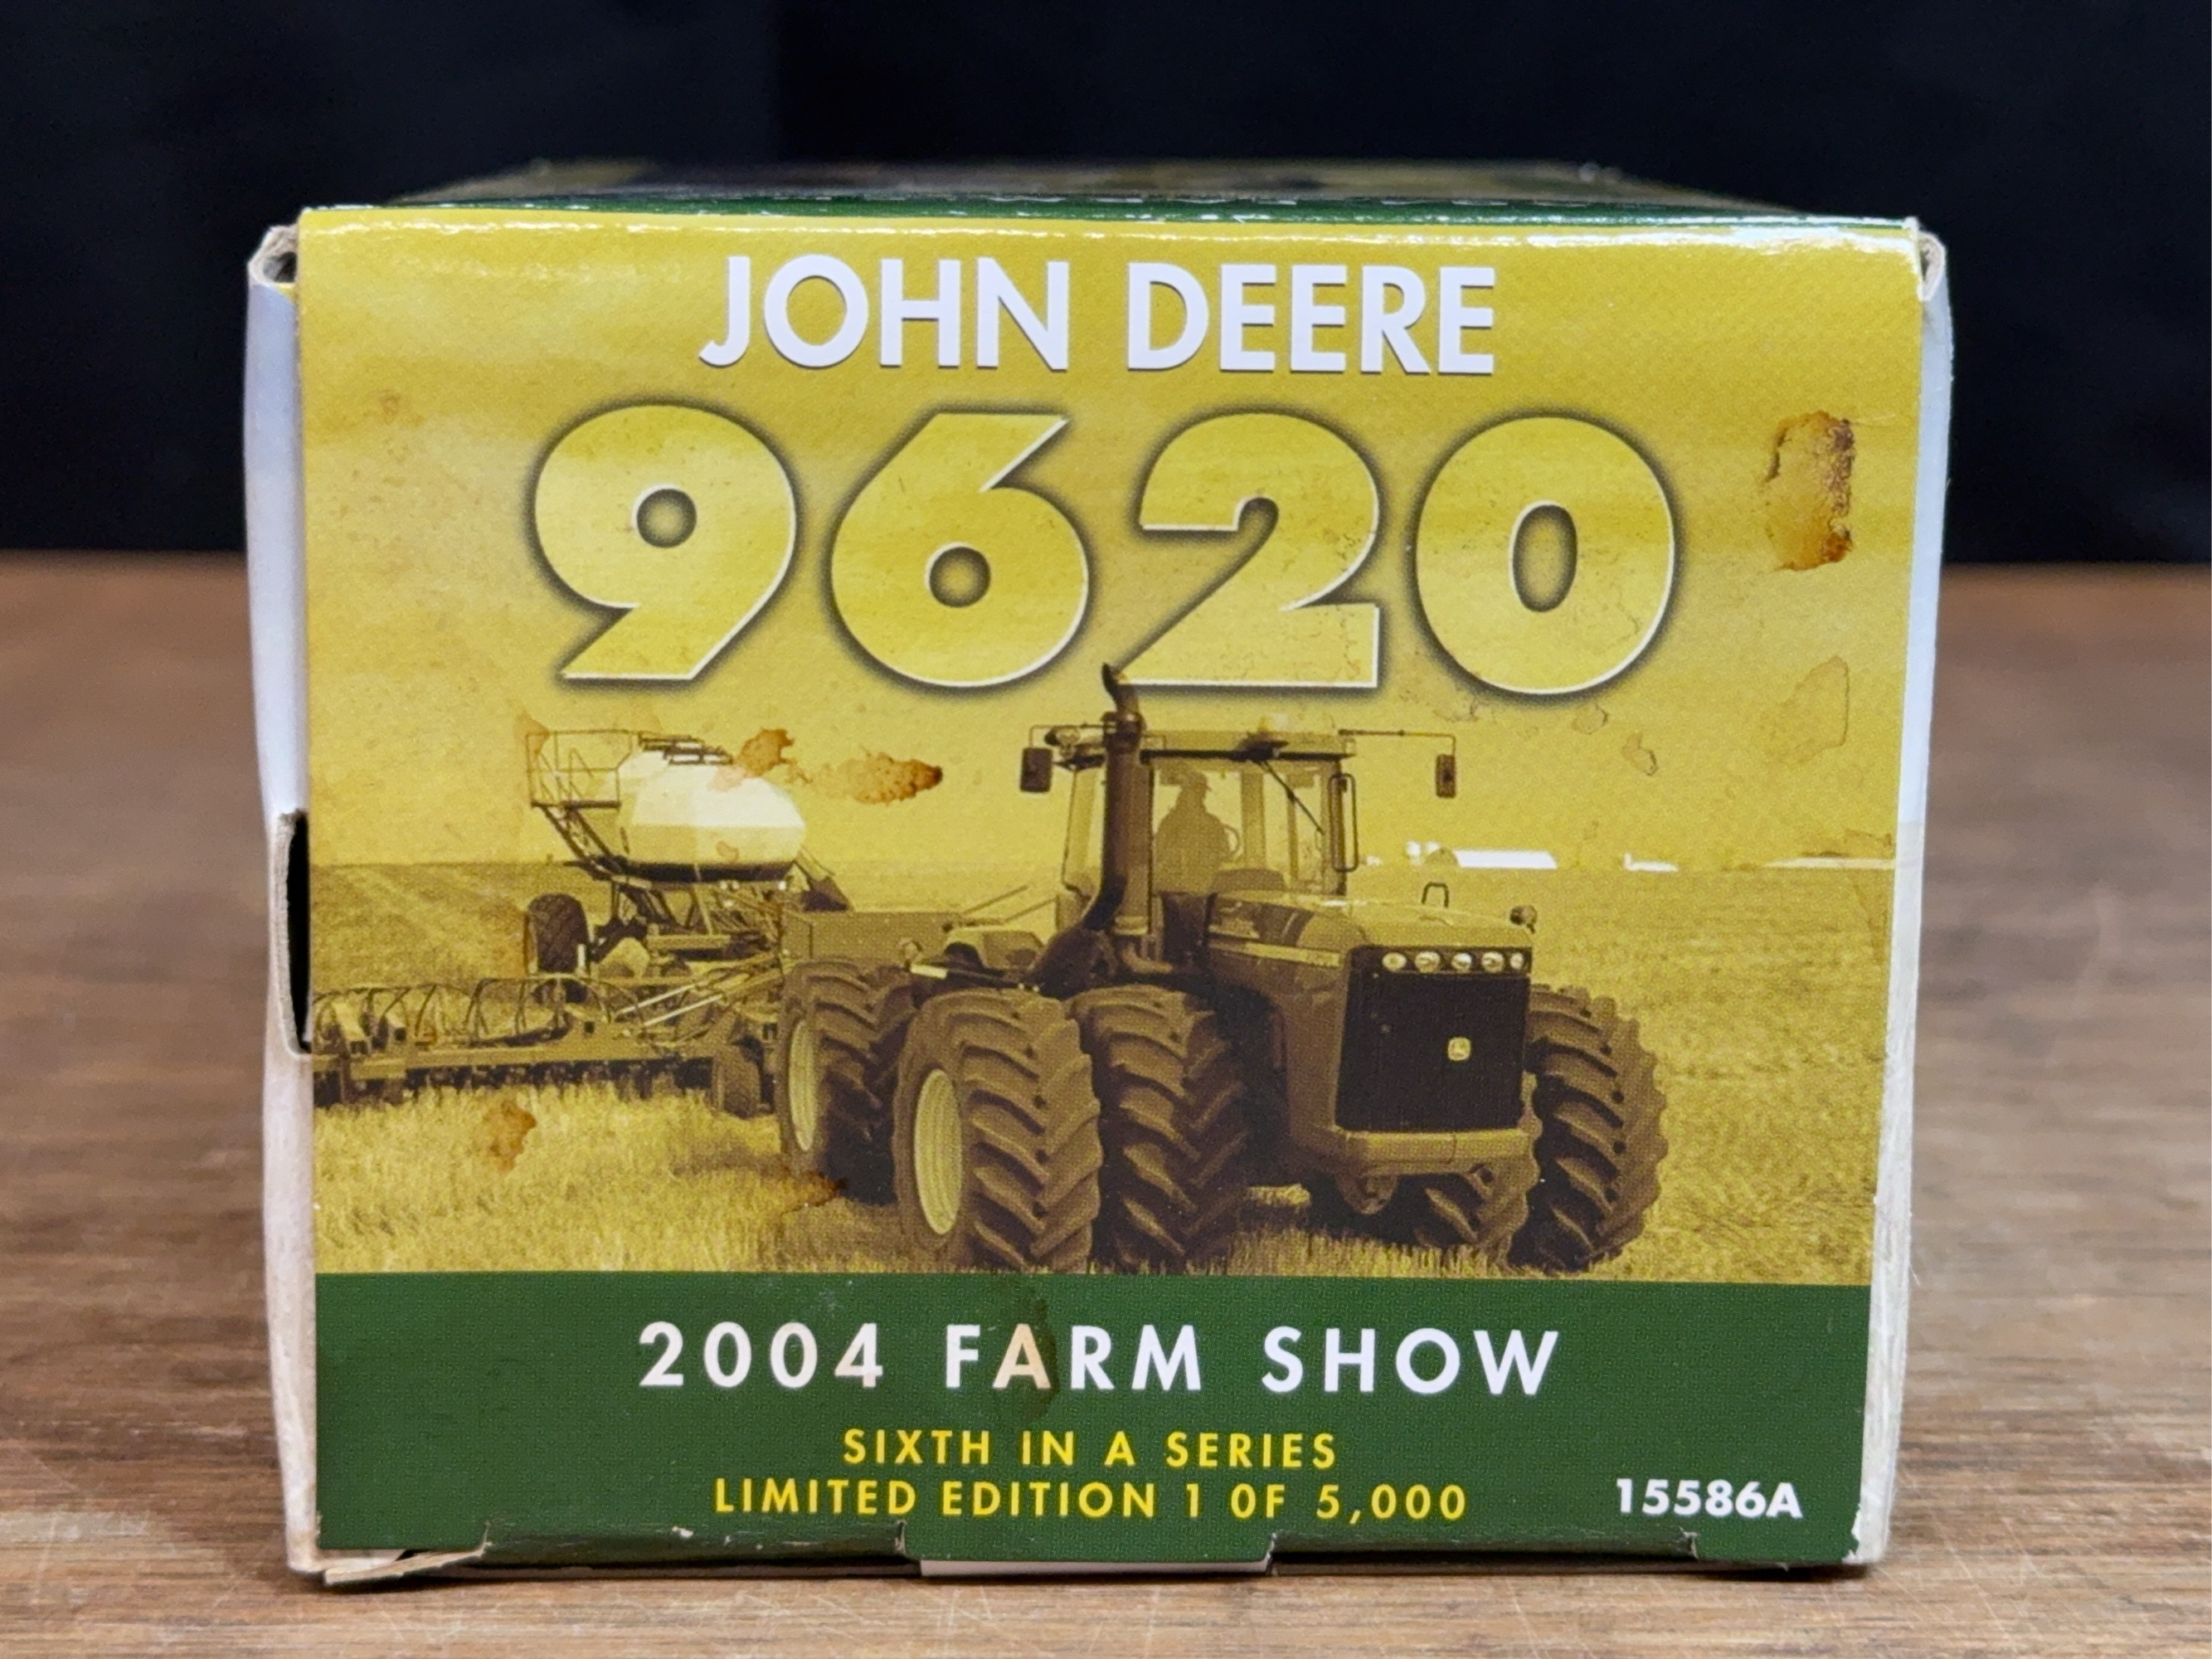 JOHN DEERE
9620
2004 FARM SHOW
SIXTH IN A SERIES
LIMITED EDITION 1 OF 5,000
15586A